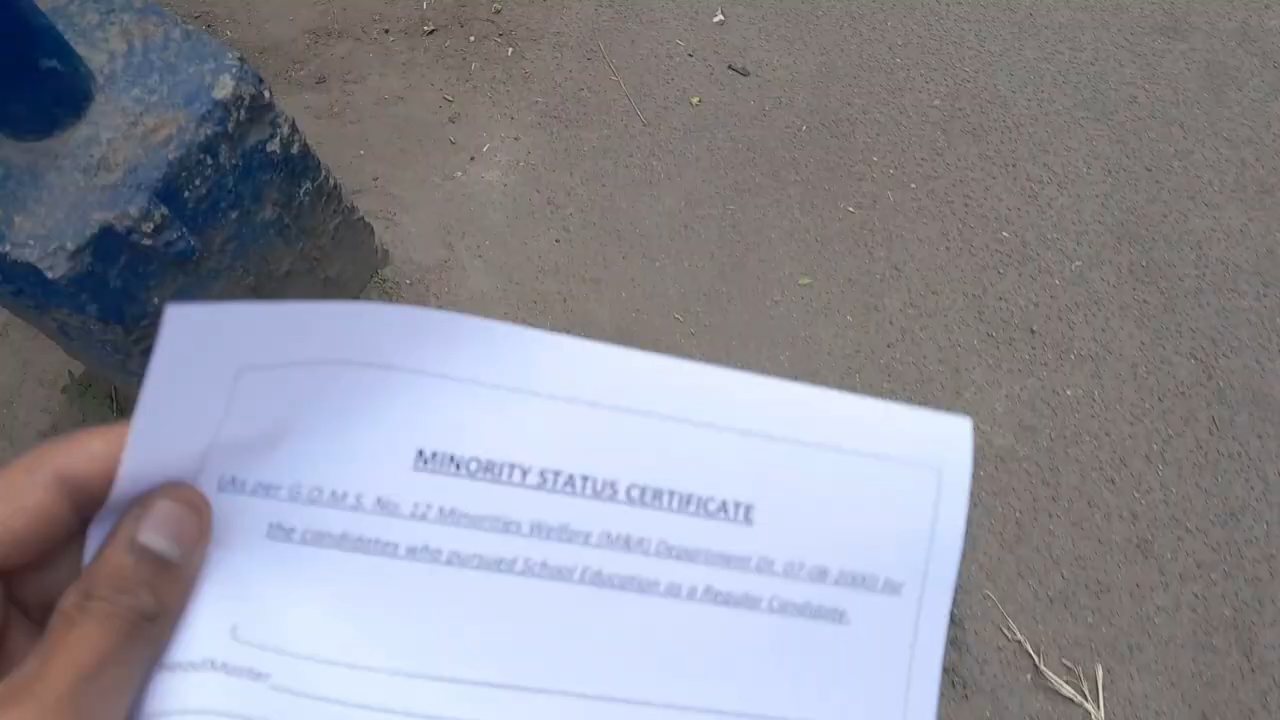 MINORITY STATUS CERTIFICATE
(As per G.O.M.S. No. 12 Minorities Welfare (M&R) Department Dt. 07-08-2000) for
the candidates who pursued School Education as a Regular Candidate.
I,